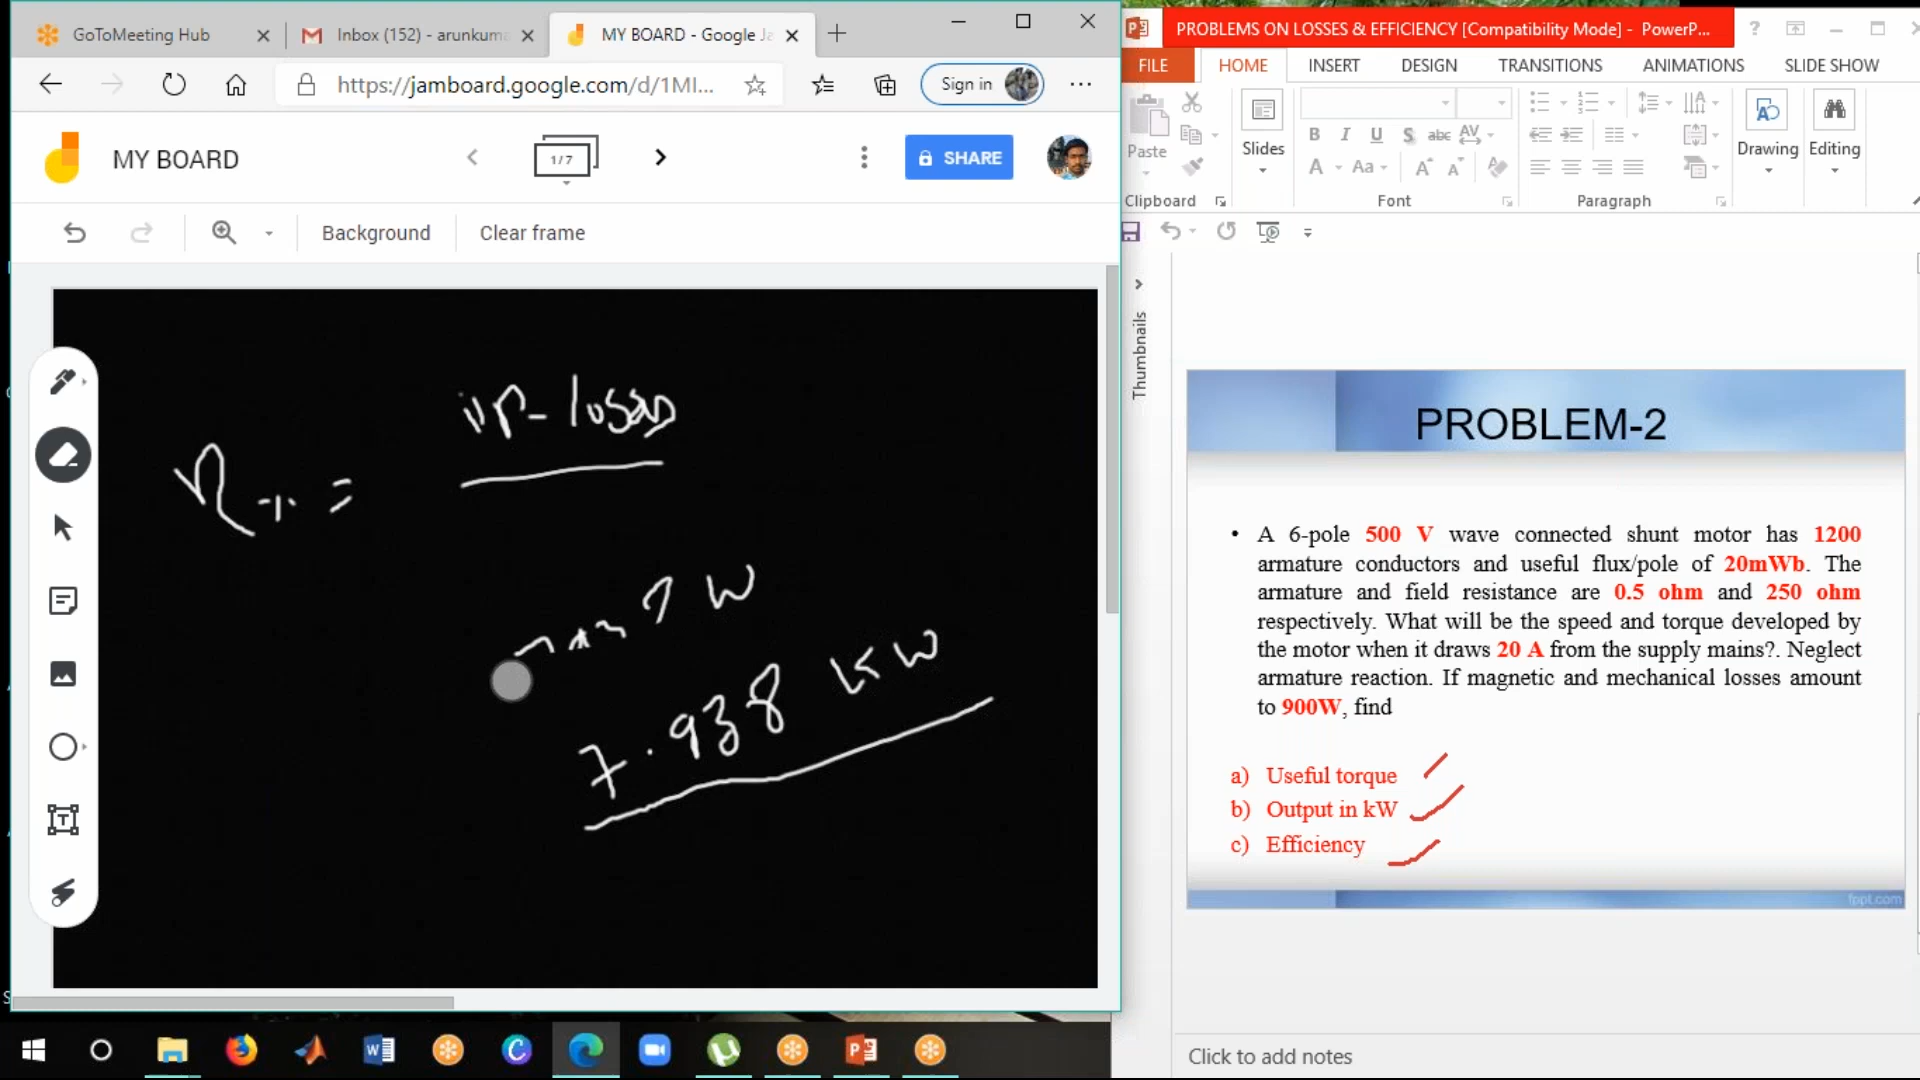 GoToMeeting Hub
Inbox (152) - arunkuma
MY BOARD - Google Ja
https://jamboard.google.com/d/1MI...
Sign in
MY BOARD
1/7
SHARE
Background
Clear frame
η % =
i/p - losses
W
7.938 KW
PROBLEMS ON LOSSES & EFFICIENCY [Compatibility Mode] - PowerP...
FILE
HOME
INSERT
DESIGN
TRANSITIONS
ANIMATIONS
SLIDE SHOW
Paste
Slides
Drawing
Editing
Clipboard
Font
Paragraph
Thumbnails
PROBLEM-2
• A 6-pole 500 V wave connected shunt motor has 1200
armature conductors and useful flux/pole of 20mWb. The
armature and field resistance are 0.5 ohm and 250 ohm
respectively. What will be the speed and torque developed by
the motor when it draws 20 A from the supply mains?. Neglect
armature reaction. If magnetic and mechanical losses amount
to 900W, find
a) Useful torque
b) Output in kW
c) Efficiency
fppt.com
Click to add notes